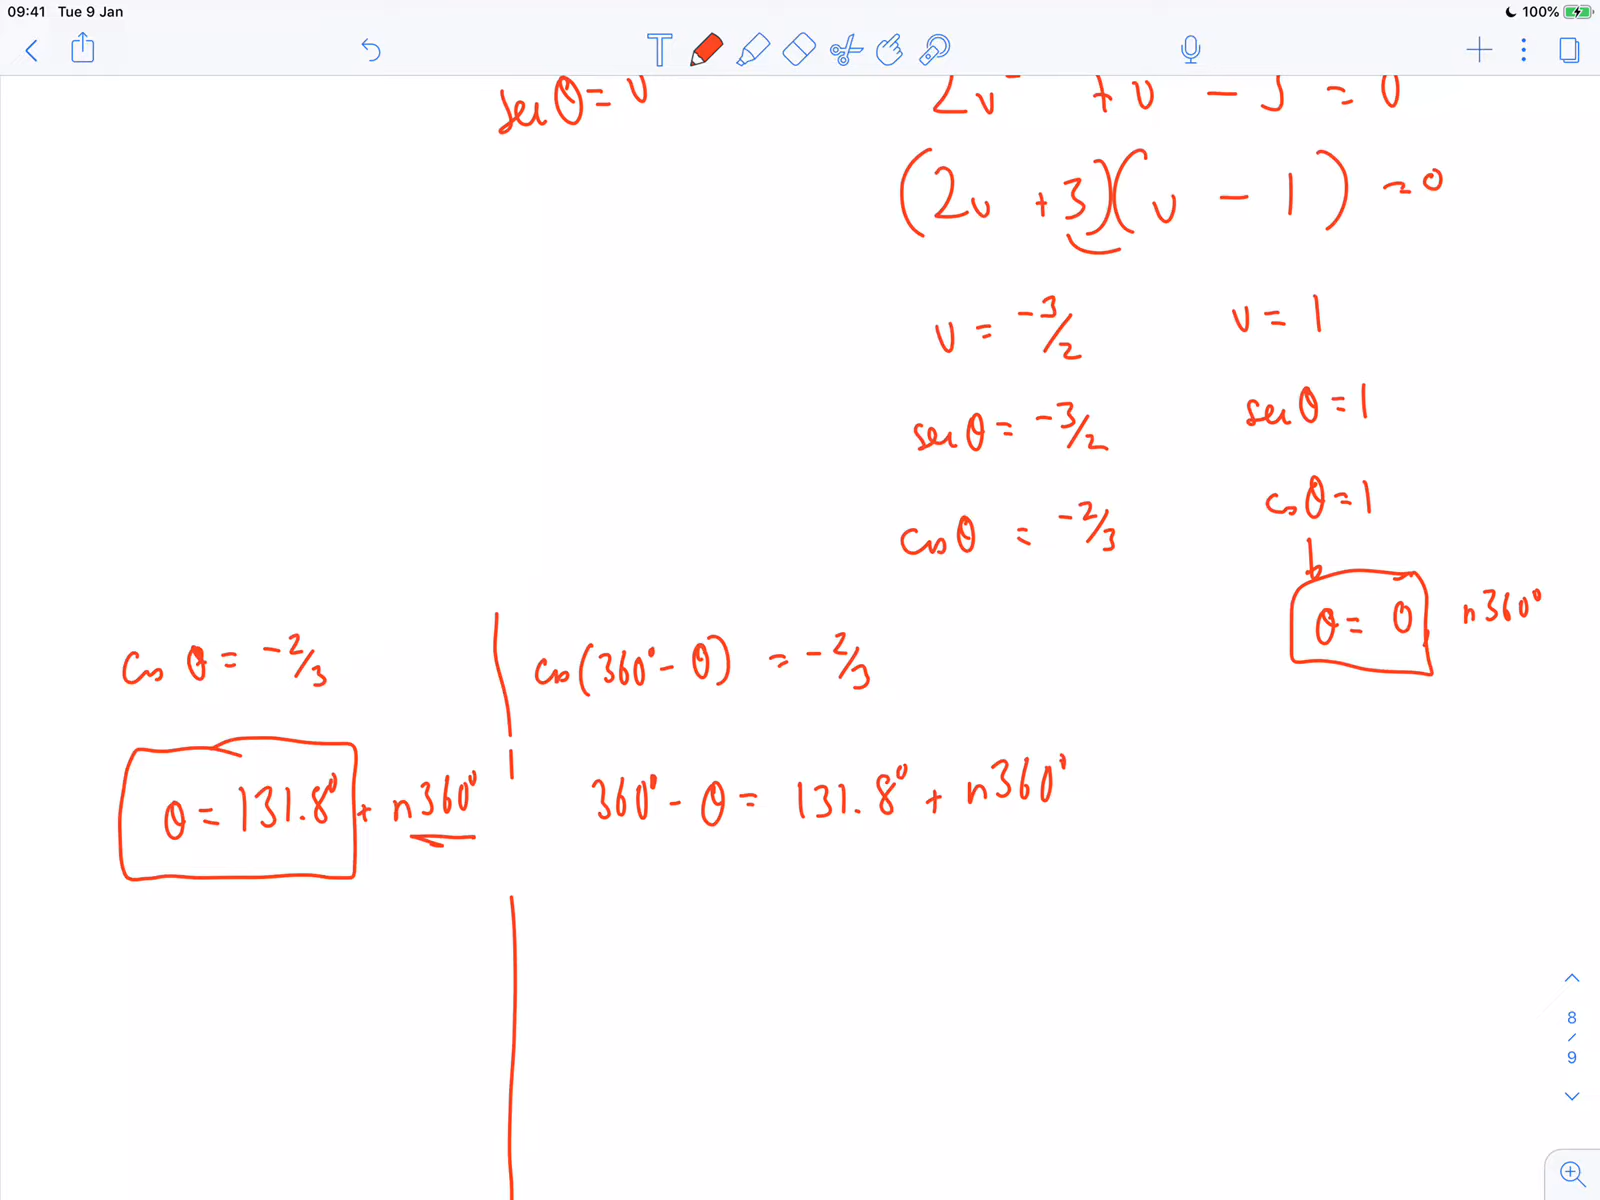 09:41 Tue 9 Jan
100%
T
sec θ = v
2v² + v − 3 = 0
(2v + 3)(v − 1) = 0
v = -3/2
v = 1
sec θ = -3/2
sec θ = 1
cos θ = -2/3
cos θ = 1
θ = 0
n360°
cos θ = -2/3
cos(360° - θ) = -2/3
θ = 131.8° + n360°
360° - θ = 131.8° + n360°
8
/
9